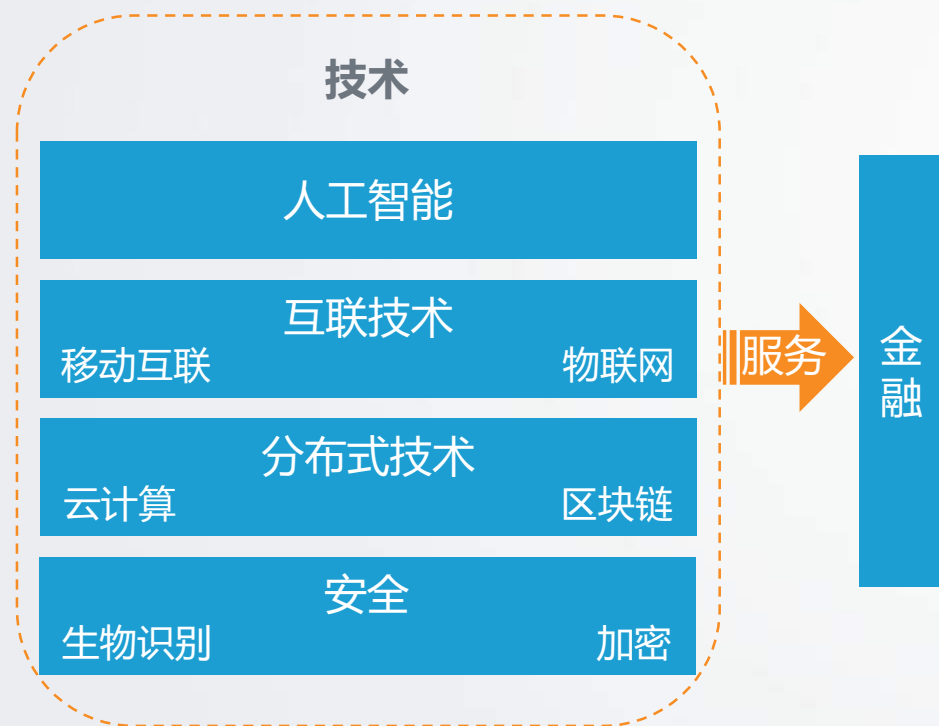 技术
人工智能
互联技术
移动互联 物联网
分布式技术
云计算 区块链
安全
生物识别 加密
服务
金
融